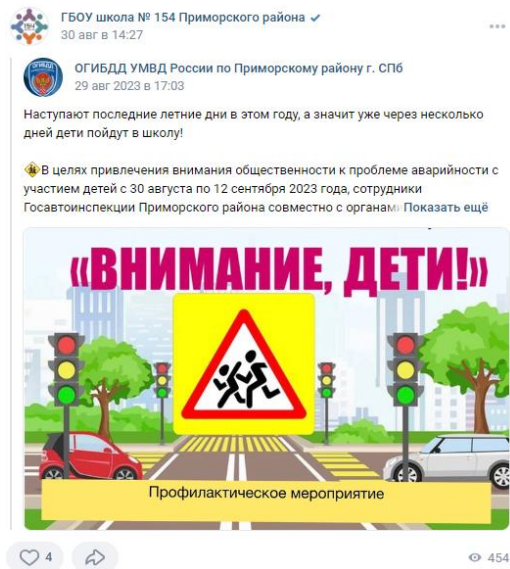 ГБОУ школа № 154 Приморского района
30 авг в 14:27
ОГИБДД УМВД России по Приморскому району г. СПб
29 авг 2023 в 17:03
Наступают последние летние дни в этом году, а значит уже через несколько
дней дети пойдут в школу!
В целях привлечения внимания общественности к проблеме аварийности с
участием детей с 30 августа по 12 сентября 2023 года, сотрудники
Госавтоинспекции Приморского района совместно с органами Показать ещё
«ВНИМАНИЕ, ДЕТИ!»
Профилактическое мероприятие
4
454